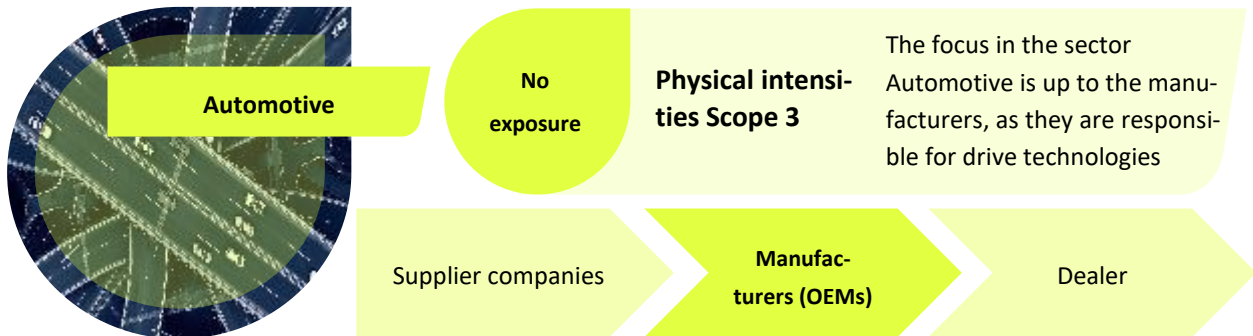 Automotive
No
exposure
Physical intensi-
ties Scope 3
The focus in the sector
Automotive is up to the manu-
facturers, as they are responsi-
ble for drive technologies
Supplier companies
Manufac-
turers (OEMs)
Dealer